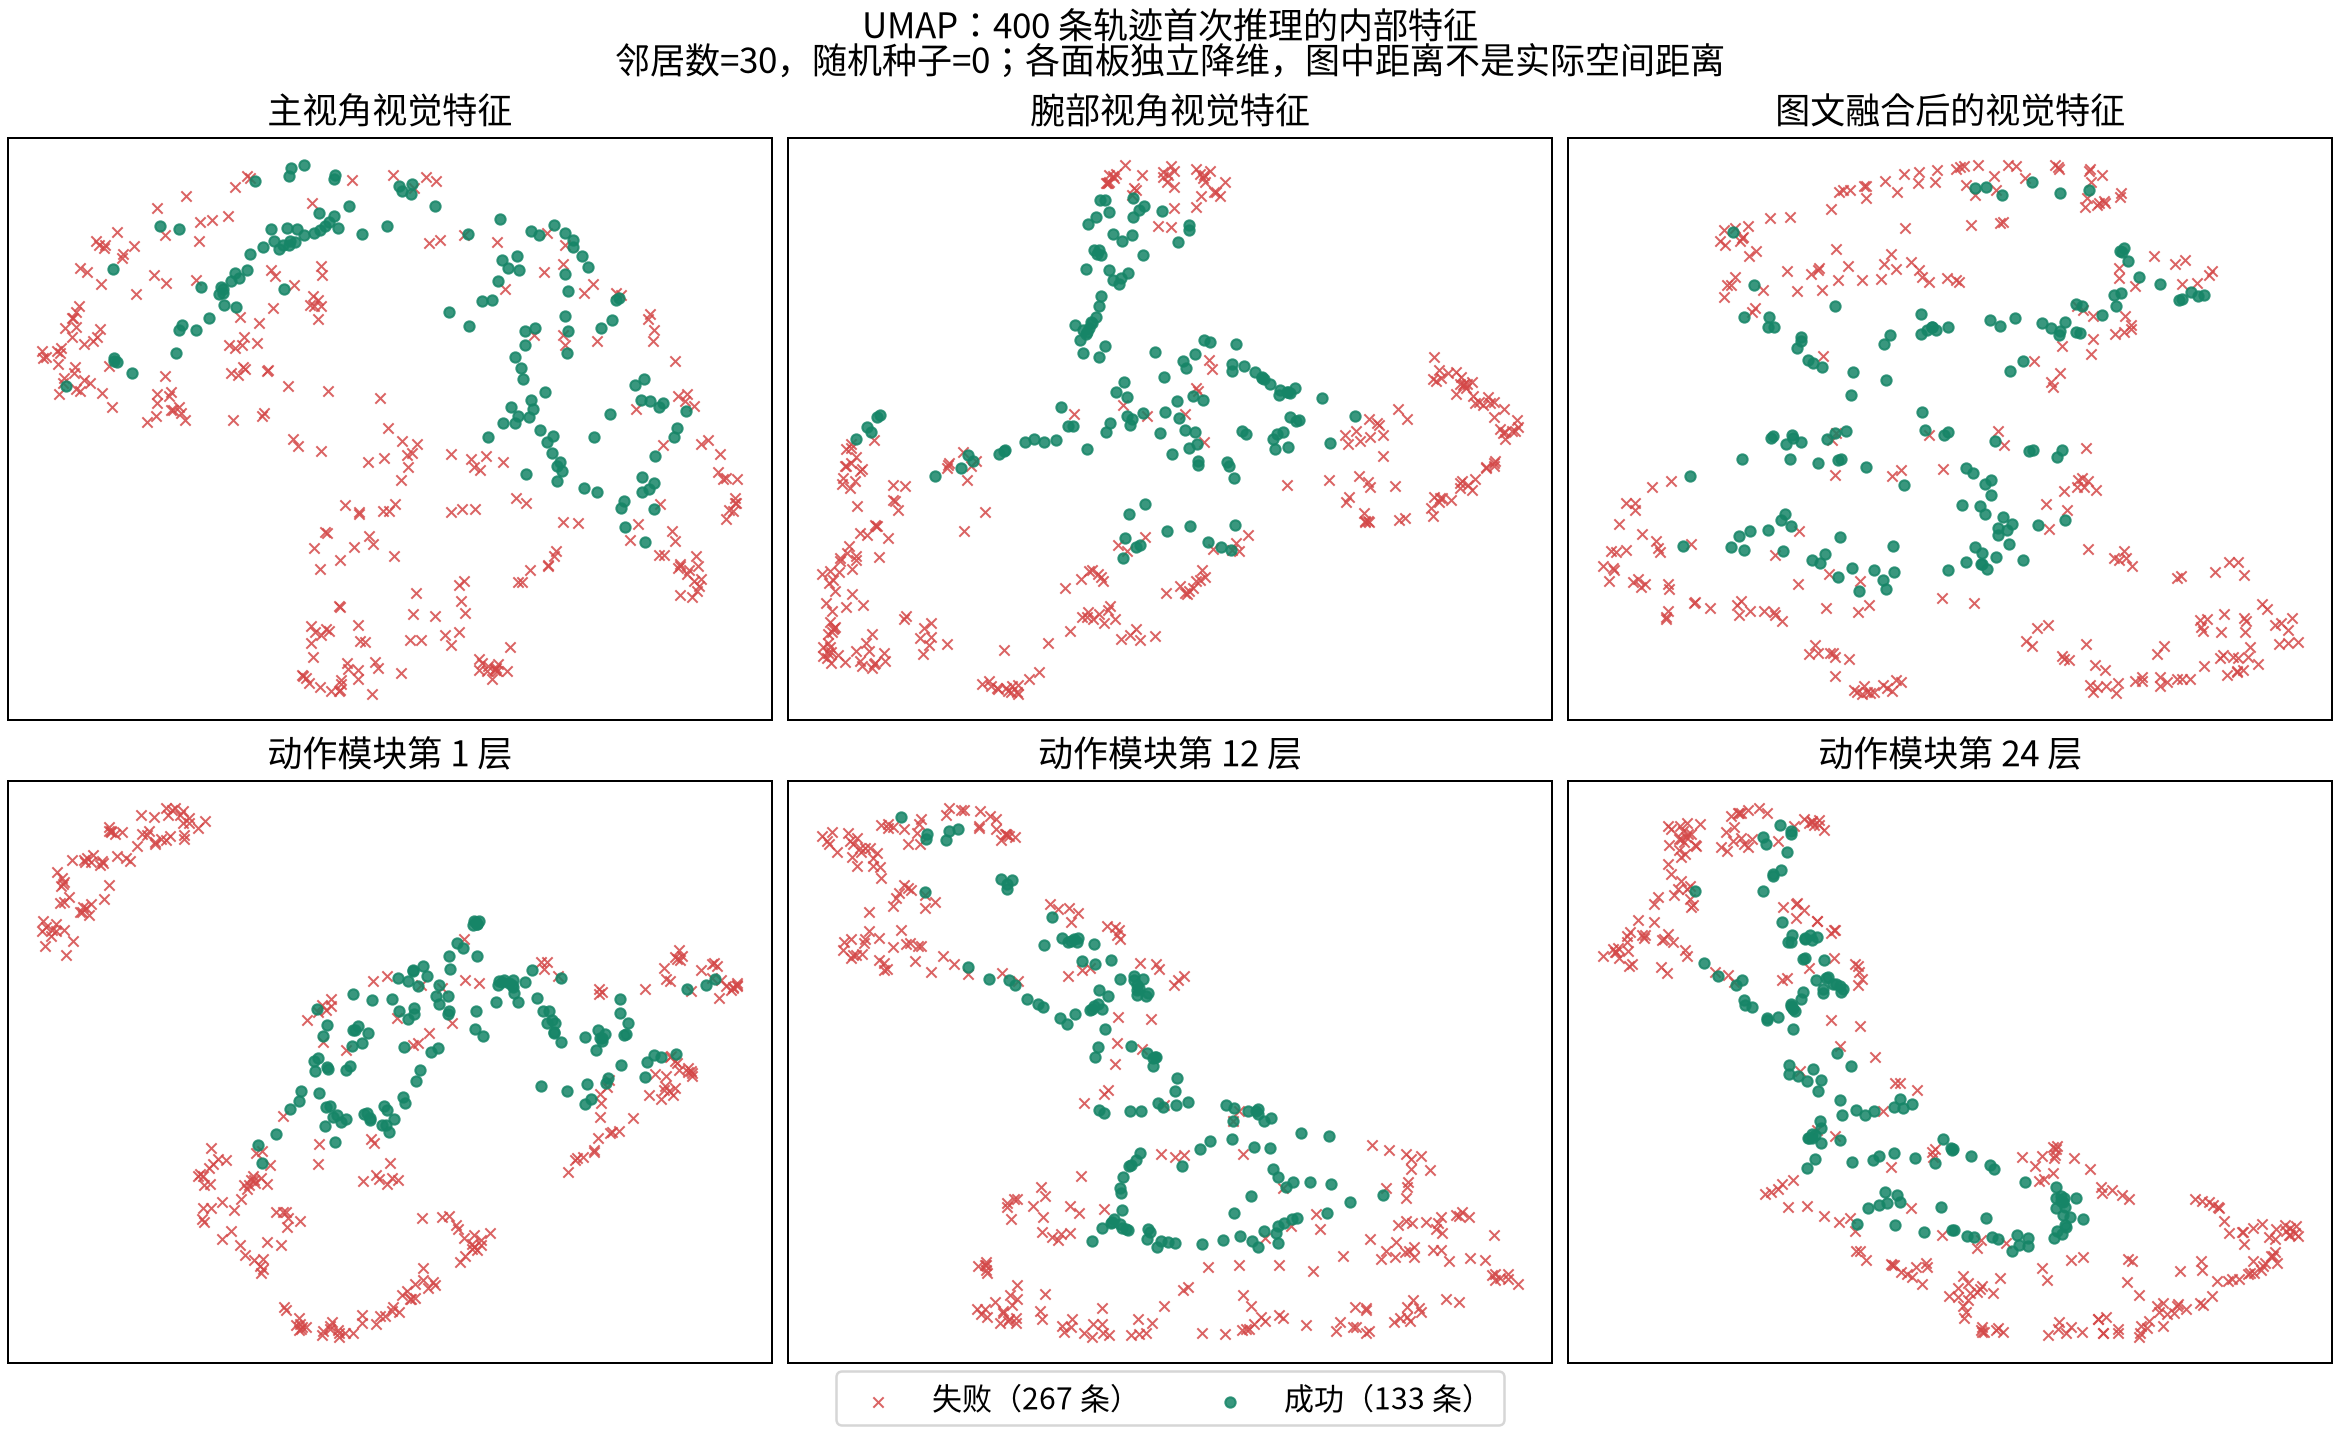 UMAP：400 条轨迹首次推理的内部特征
邻居数=30，随机种子=0；各面板独立降维，图中距离不是实际空间距离
主视角视觉特征
腕部视角视觉特征
图文融合后的视觉特征
动作模块第 1 层
动作模块第 12 层
动作模块第 24 层
失败（267 条）
成功（133 条）